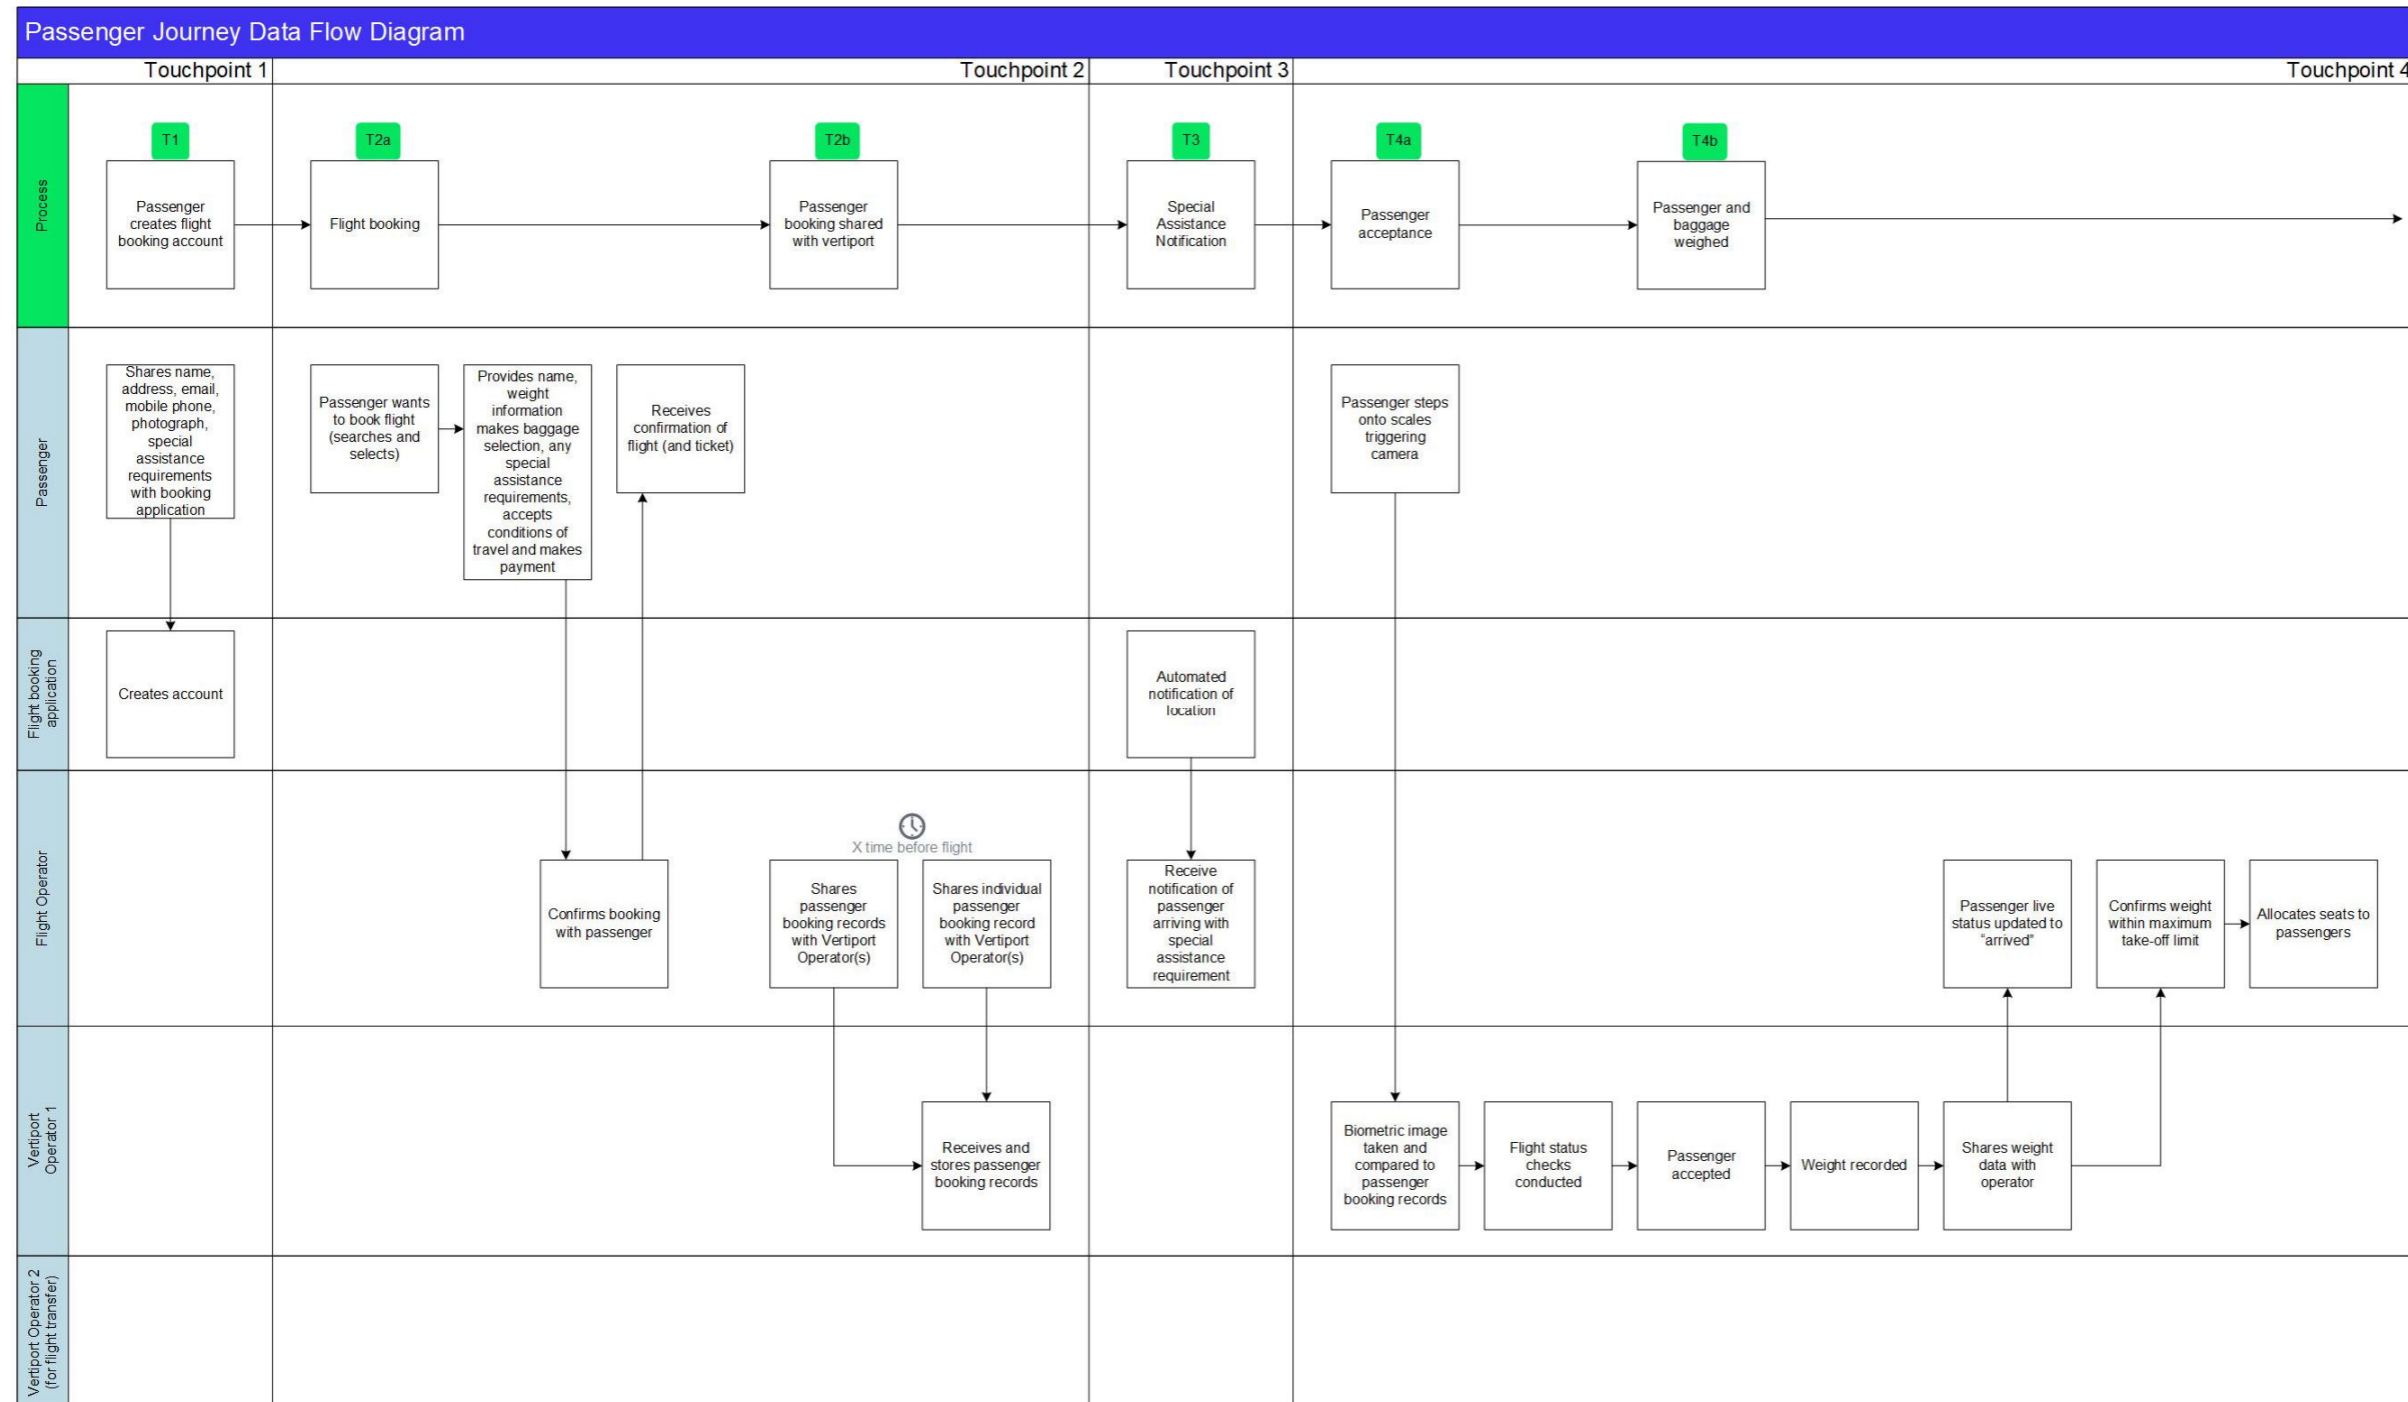 Passenger Journey Data Flow Diagram
Touchpoint 1
Touchpoint 2
Touchpoint 3
Touchpoint 4
Process
T1
Passenger
creates flight
booking account
T2a
Flight booking
T2b
Passenger
booking shared
with vertiport
T3
Special
Assistance
Notification
T4a
Passenger
acceptance
T4b
Passenger and
baggage
weighed
Passenger
Shares name,
address, email,
mobile phone,
photograph,
special
assistance
requirements
with booking
application
Passenger wants
to book flight
(searches and
selects)
Provides name,
weight
information
makes baggage
selection, any
special
assistance
requirements,
accepts
conditions of
travel and makes
payment
Receives
confirmation of
flight (and ticket)
Passenger steps
onto scales
triggering
camera
Flight booking
application
Creates account
Automated
notification of
location
Flight Operator
Confirms booking
with passenger
X time before flight
Shares
passenger
booking records
with Vertiport
Operator(s)
Shares individual
passenger
booking record
with Vertiport
Operator(s)
Receive
notification of
passenger
arriving with
special
assistance
requirement
Passenger live
status updated to
“arrived”
Confirms weight
within maximum
take-off limit
Allocates seats to
passengers
Vertiport
Operator 1
Receives and
stores passenger
booking records
Biometric image
taken and
compared to
passenger
booking records
Flight status
checks
conducted
Passenger
accepted
Weight recorded
Shares weight
data with
operator
Vertiport Operator 2
(for flight transfer)